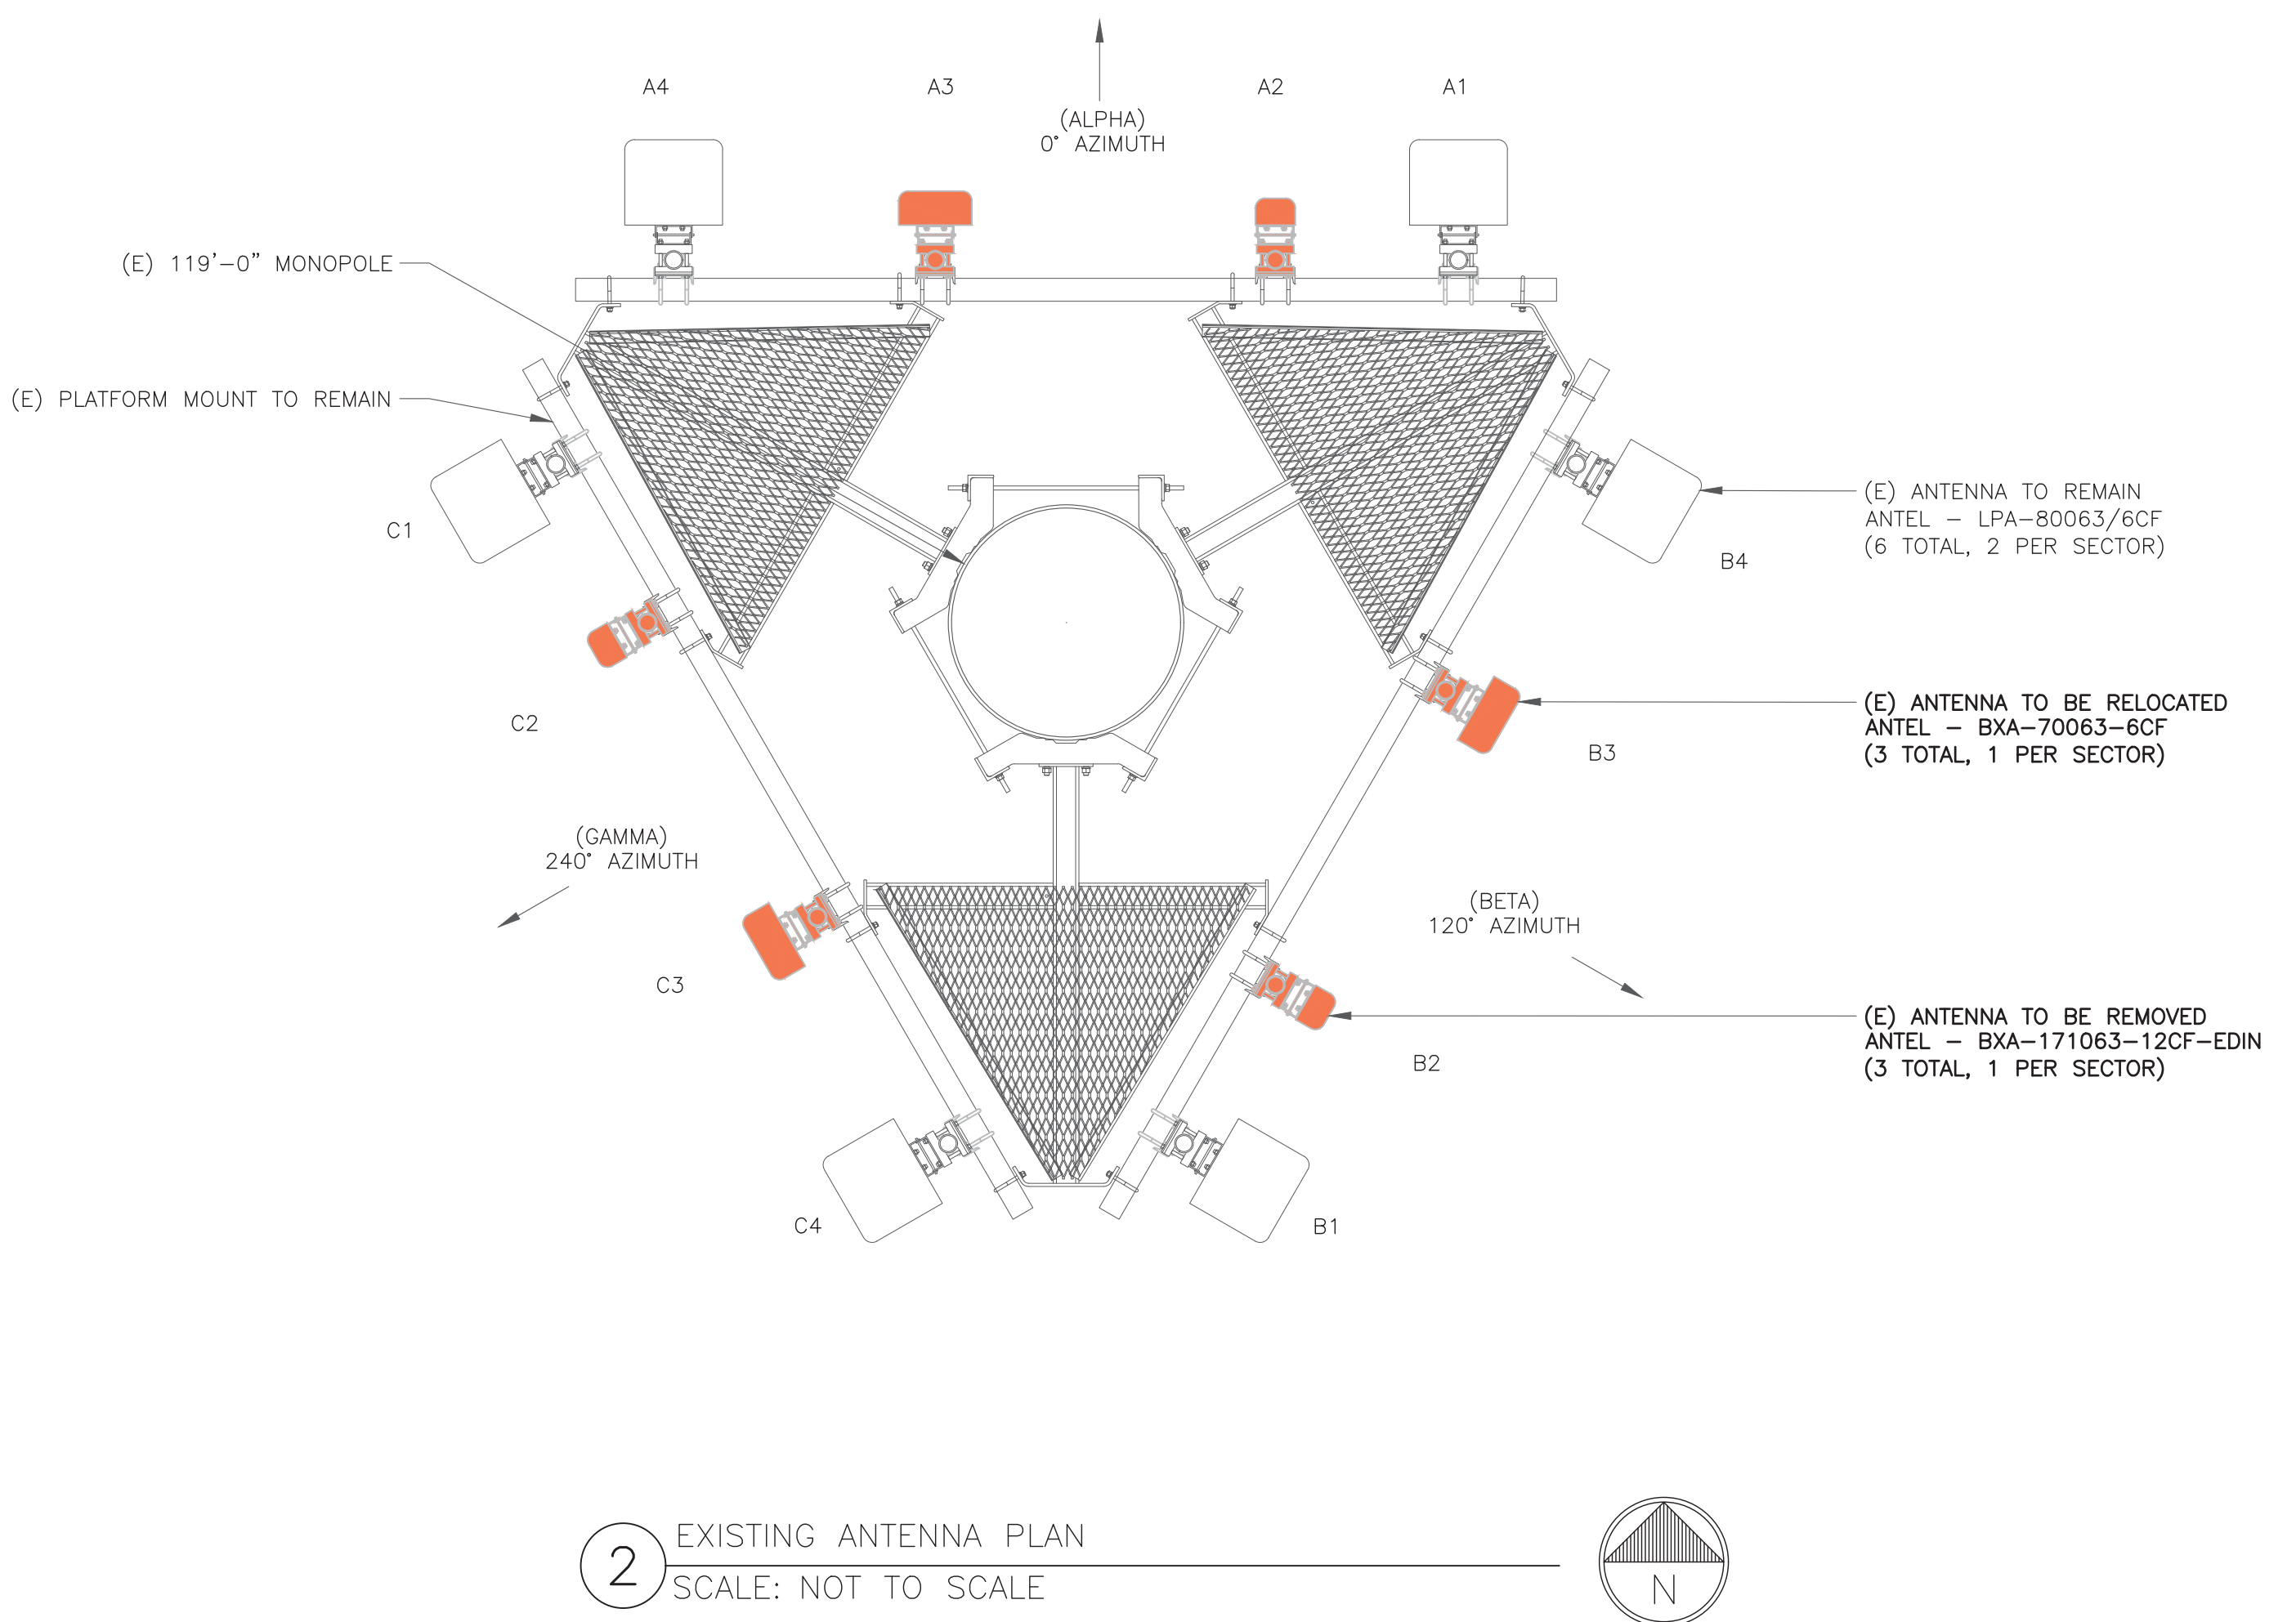 A4
A3
A2
A1
(ALPHA)
0° AZIMUTH
(E) 119'-0" MONOPOLE
(E) PLATFORM MOUNT TO REMAIN
C1
(E) ANTENNA TO REMAIN
ANTEL - LPA-80063/6CF
(6 TOTAL, 2 PER SECTOR)
B4
C2
(E) ANTENNA TO BE RELOCATED
ANTEL - BXA-70063-6CF
(3 TOTAL, 1 PER SECTOR)
B3
(GAMMA)
240° AZIMUTH
(BETA)
120° AZIMUTH
C3
(E) ANTENNA TO BE REMOVED
ANTEL - BXA-171063-12CF-EDIN
(3 TOTAL, 1 PER SECTOR)
B2
C4
B1
2
EXISTING ANTENNA PLAN
SCALE: NOT TO SCALE
N